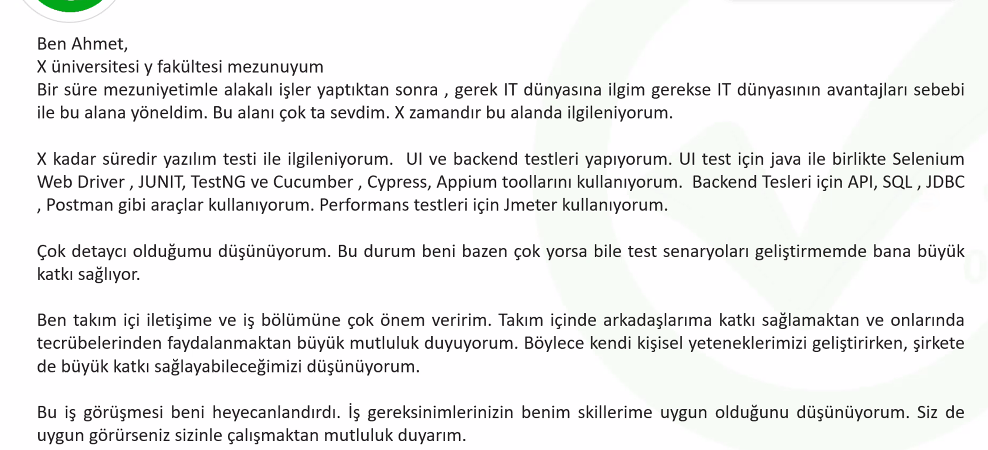 Ben Ahmet,
X üniversitesi y fakültesi mezunuyum
Bir süre mezuniyetimle alakalı işler yaptıktan sonra , gerek IT dünyasına ilgim gerekse IT dünyasının avantajları sebebi
ile bu alana yöneldim. Bu alanı çok ta sevdim. X zamandır bu alanda ilgileniyorum.
X kadar süredir yazılım testi ile ilgileniyorum.  UI ve backend testleri yapıyorum. UI test için java ile birlikte Selenium
Web Driver , JUNIT, TestNG ve Cucumber , Cypress, Appium toollarını kullanıyorum.  Backend Tesleri için API, SQL , JDBC
, Postman gibi araçlar kullanıyorum. Performans testleri için Jmeter kullanıyorum.
Çok detaycı olduğumu düşünüyorum. Bu durum beni bazen çok yorsa bile test senaryoları geliştirmemde bana büyük
katkı sağlıyor.
Ben takım içi iletişime ve iş bölümüne çok önem veririm. Takım içinde arkadaşlarıma katkı sağlamaktan ve onlarında
tecrübelerinden faydalanmaktan büyük mutluluk duyuyorum. Böylece kendi kişisel yeteneklerimizi geliştirirken, şirkete
de büyük katkı sağlayabileceğimizi düşünüyorum.
Bu iş görüşmesi beni heyecanlandırdı. İş gereksinimlerinizin benim skillerime uygun olduğunu düşünüyorum. Siz de
uygun görürseniz sizinle çalışmaktan mutluluk duyarım.